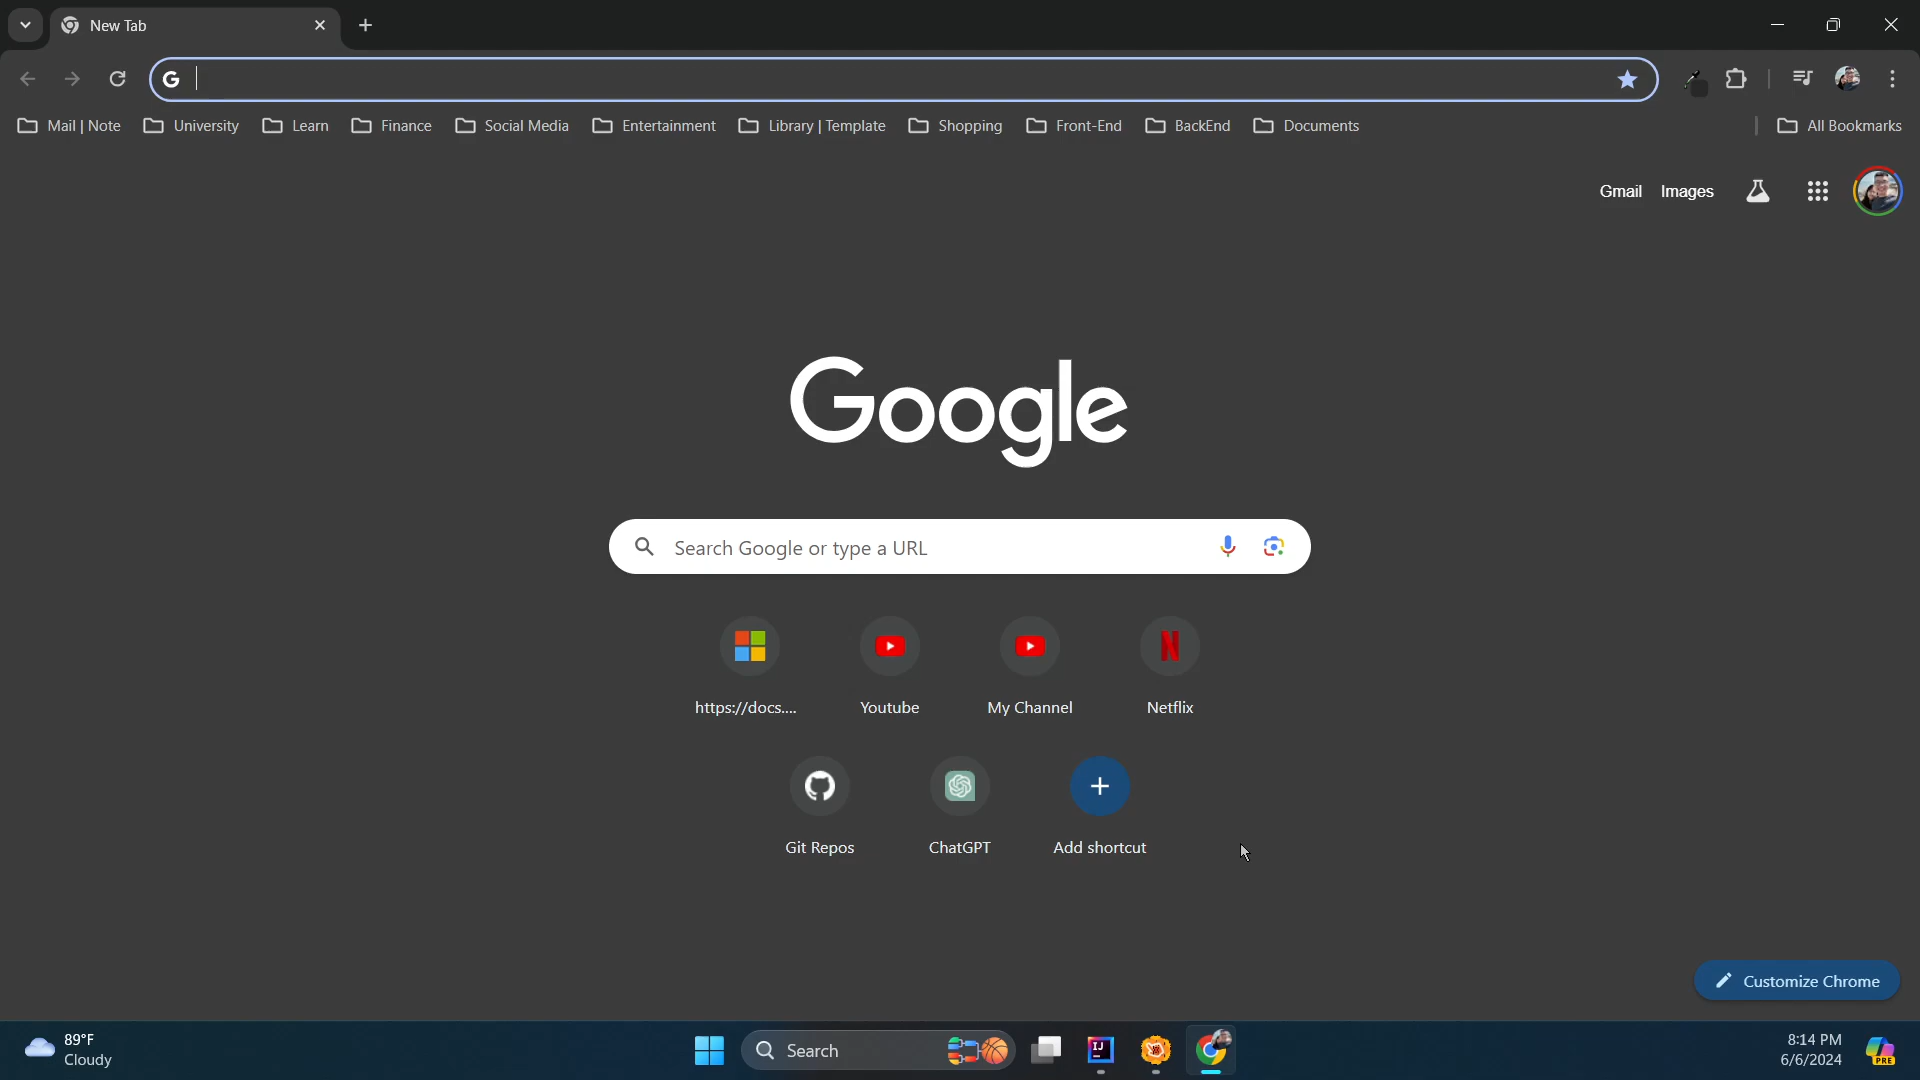 New Tab
Mail | Note
University
Learn
Finance
Social Media
Entertainment
Library | Template
Shopping
Front-End
BackEnd
Documents
All Bookmarks
Gmail
Images
Google
Search Google or type a URL
https://docs....
Youtube
My Channel
Netflix
Git Repos
ChatGPT
Add shortcut
Customize Chrome
89°F
Cloudy
Search
IJ
8:14 PM
6/6/2024
PRE